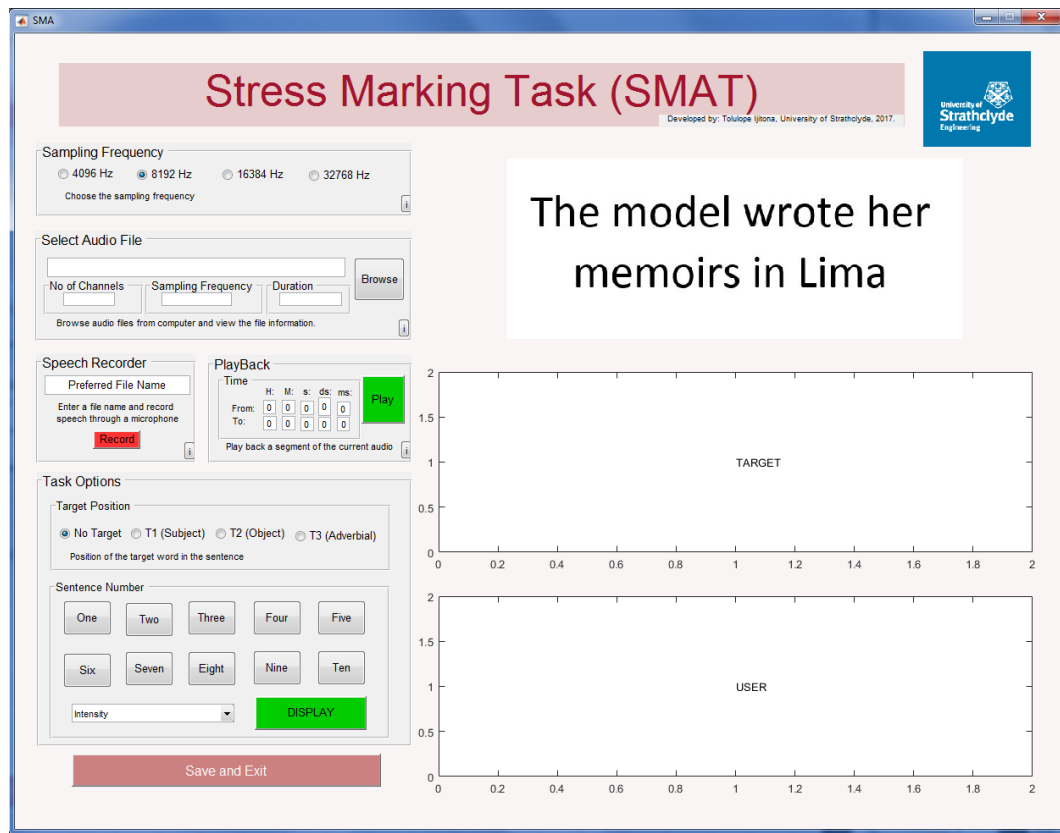 SMA
Stress Marking Task (SMAT)
Developed by: Tolulope Ijitona, University of Strathclyde, 2017.
University of
Strathclyde
Engineering
Sampling Frequency
4096 Hz 8192 Hz 16384 Hz 32768 Hz
Choose the sampling frequency
i
The model wrote her
memoirs in Lima
Select Audio File
Browse
No of Channels Sampling Frequency Duration
Browse audio files from computer and view the file information.
i
Speech Recorder
Preferred File Name
Enter a file name and record
speech through a microphone
Record
i
PlayBack
Time
H: M: s: ds: ms:
From: 0 0 0 0 0
To: 0 0 0 0 0
Play
Play back a segment of the current audio
i
Task Options
Target Position
No Target T1 (Subject) T2 (Object) T3 (Adverbial)
Position of the target word in the sentence
Sentence Number
One Two Three Four Five
Six Seven Eight Nine Ten
Intensity
DISPLAY
Save and Exit
2
1.5
1
0.5
0
TARGET
0 0.2 0.4 0.6 0.8 1 1.2 1.4 1.6 1.8 2
2
1.5
1
0.5
0
USER
0 0.2 0.4 0.6 0.8 1 1.2 1.4 1.6 1.8 2